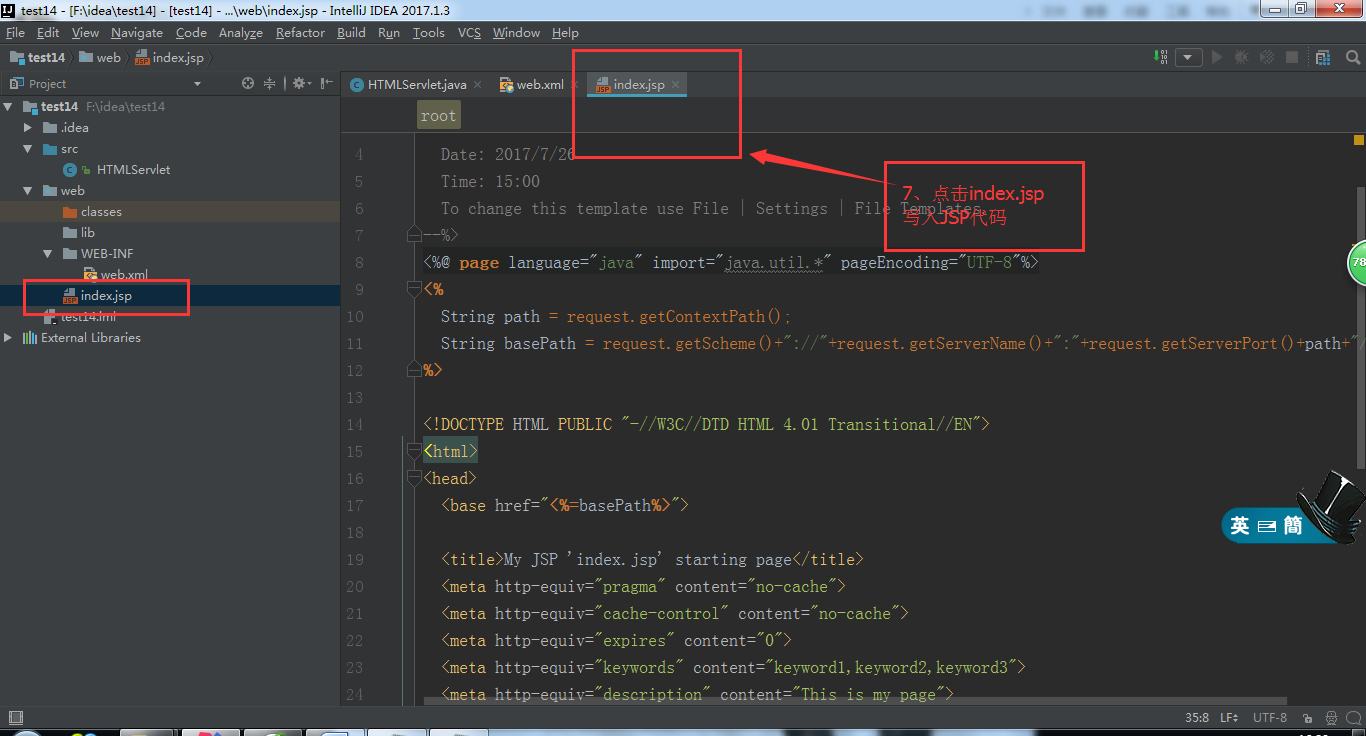 test14 - [F:\idea\test14] - [test14] - ...\web\index.jsp - IntelliJ IDEA 2017.1.3
File Edit View Navigate Code Analyze Refactor Build Run Tools VCS Window Help
test14 web index.jsp
Project
HTMLServlet.java web.xml index.jsp
test14 F:\idea\test14
.idea
src
HTMLServlet
web
classes
lib
WEB-INF
web.xml
index.jsp
test14.iml
External Libraries
root
4 Date: 2017/7/26
5 Time: 15:00
6 To change this template use File | Settings | File Templates
7 --%>
8 <%@ page language="java" import="java.util.*" pageEncoding="UTF-8"%>
9 <%
10 String path = request.getContextPath();
11 String basePath = request.getScheme()+"://"+request.getServerName()+":"+request.getServerPort()+path+"/
12 %>
13
14 <!DOCTYPE HTML PUBLIC "-//W3C//DTD HTML 4.01 Transitional//EN">
15 <html>
16 <head>
17 <base href="<%=basePath%>">
18
19 <title>My JSP 'index.jsp' starting page</title>
20 <meta http-equiv="pragma" content="no-cache">
21 <meta http-equiv="cache-control" content="no-cache">
22 <meta http-equiv="expires" content="0">
23 <meta http-equiv="keywords" content="keyword1,keyword2,keyword3">
24 <meta http-equiv="description" content="This is my page">
7、点击index.jsp
写入JSP代码
78
英 簡
35:8 LF UTF-8